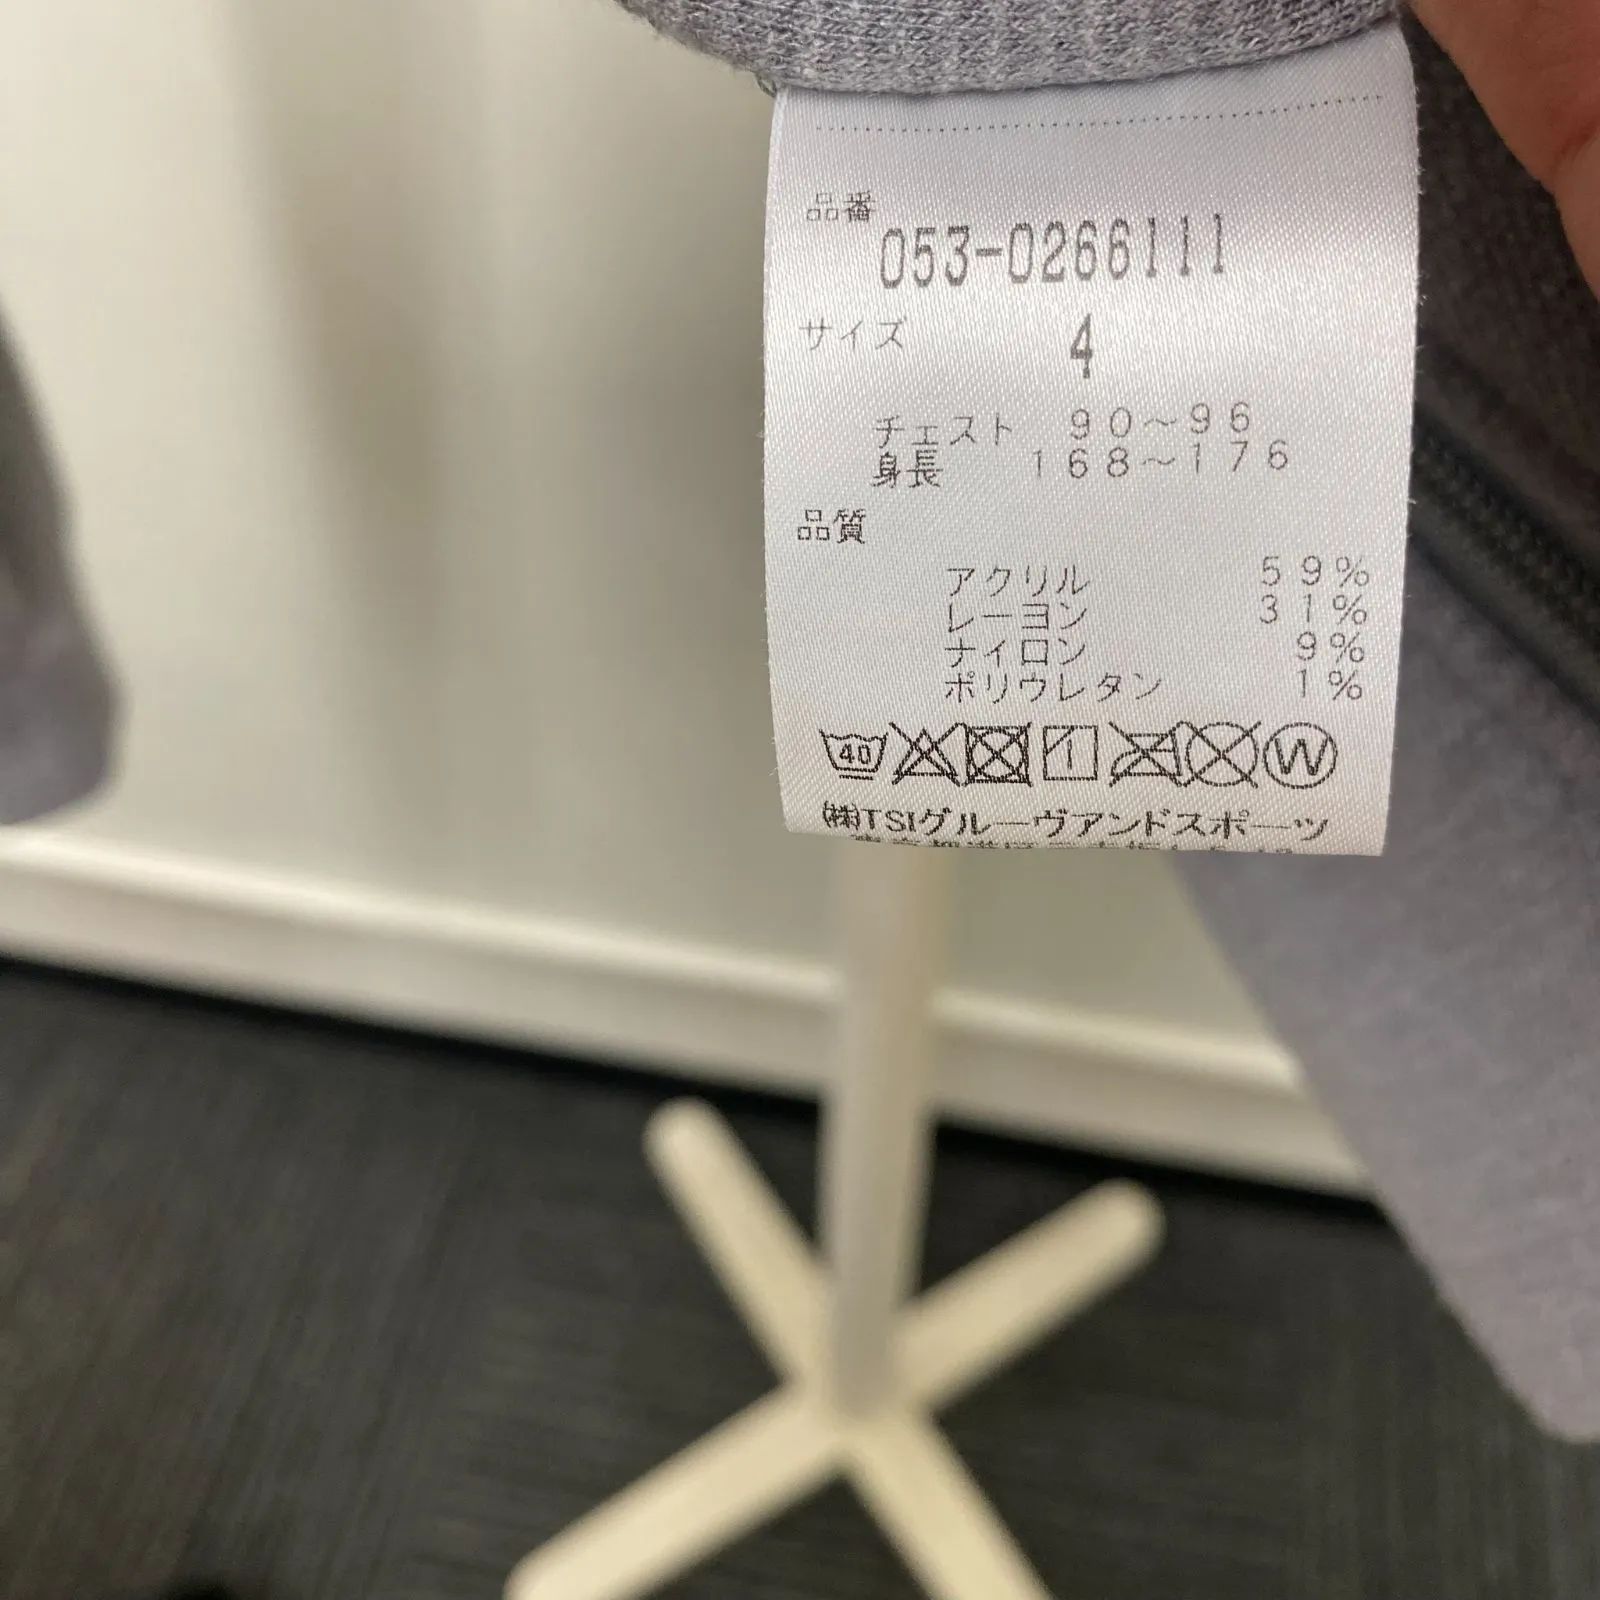 品番
053-0266111
サイズ 4
チェスト 90～96
身長 168～176
品質
アクリル 59%
レーヨン 31%
ナイロン 9%
ポリウレタン 1%
40 1 W
(株)TSIグルーヴアンドスポーツ